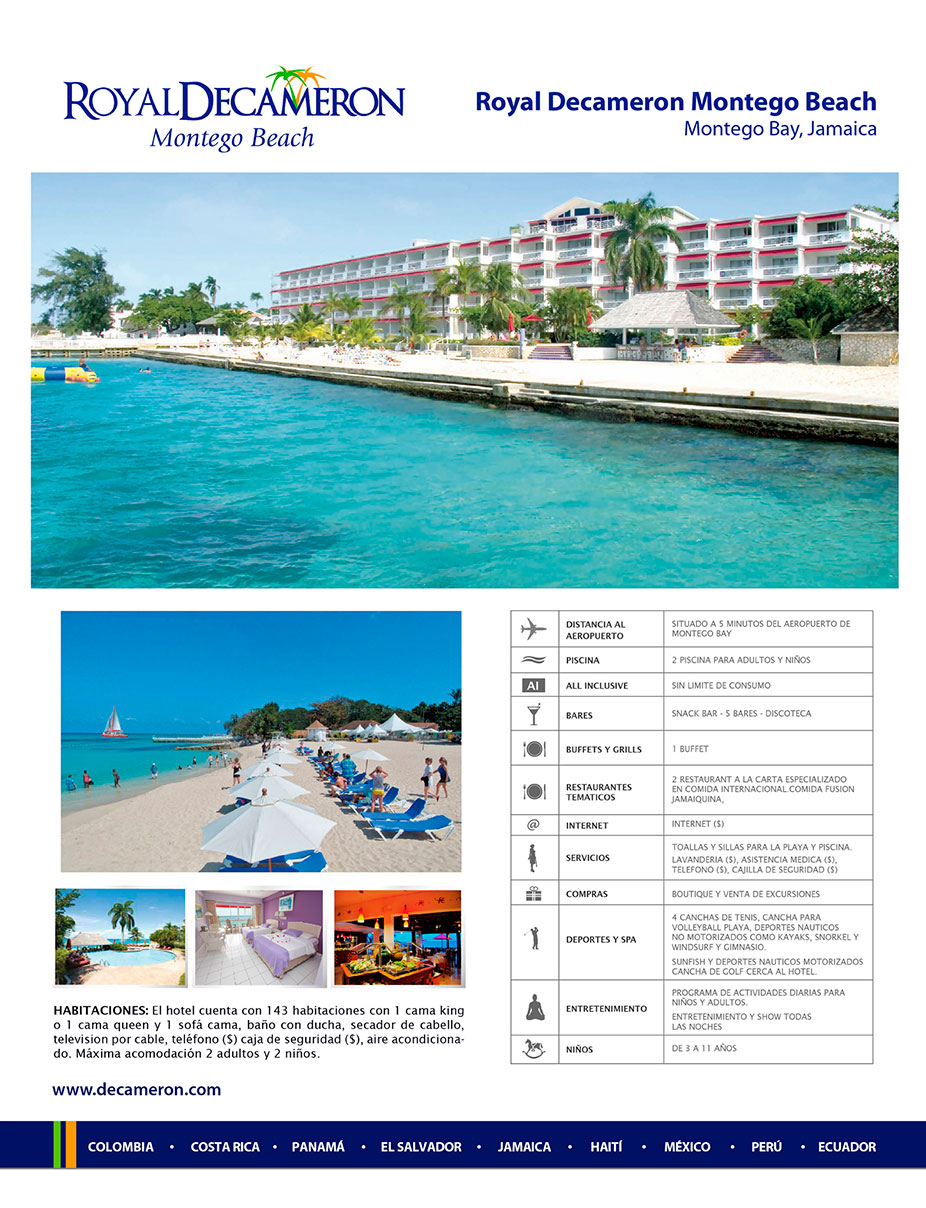 ROYALDECAMERON
Montego Beach
Royal Decameron Montego Beach
Montego Bay, Jamaica
DISTANCIA AL
AEROPUERTO
SITUADO A 5 MINUTOS DEL AEROPUERTO DE
MONTEGO BAY
PISCINA
2 PISCINA PARA ADULTOS Y NIÑOS
AI
ALL INCLUSIVE
SIN LIMITE DE CONSUMO
BARES
SNACK BAR - 5 BARES - DISCOTECA
BUFFETS Y GRILLS
1 BUFFET
RESTAURANTES
TEMATICOS
2 RESTAURANT A LA CARTA ESPECIALIZADO
EN COMIDA INTERNACIONAL.COMIDA FUSION
JAMAIQUINA,
@
INTERNET
INTERNET ($)
SERVICIOS
TOALLAS Y SILLAS PARA LA PLAYA Y PISCINA.
LAVANDERIA ($), ASISTENCIA MEDICA ($),
TELEFONO ($), CAJILLA DE SEGURIDAD ($)
COMPRAS
BOUTIQUE Y VENTA DE EXCURSIONES
DEPORTES Y SPA
4 CANCHAS DE TENIS, CANCHA PARA
VOLLEYBALL PLAYA, DEPORTES NAUTICOS
NO MOTORIZADOS COMO KAYAKS, SNORKEL Y
WINDSURF Y GIMNASIO.
SUNFISH Y DEPORTES NAUTICOS MOTORIZADOS
CANCHA DE GOLF CERCA AL HOTEL.
ENTRETENIMIENTO
PROGRAMA DE ACTIVIDADES DIARIAS PARA
NIÑOS Y ADULTOS.
ENTRETENIMIENTO Y SHOW TODAS
LAS NOCHES
NIÑOS
DE 3 A 11 AÑOS
HABITACIONES: El hotel cuenta con 143 habitaciones con 1 cama king
o 1 cama queen y 1 sofá cama, baño con ducha, secador de cabello,
television por cable, teléfono ($) caja de seguridad ($), aire acondiciona-
do. Máxima acomodación 2 adultos y 2 niños.
www.decameron.com
COLOMBIA • COSTA RICA • PANAMÁ • EL SALVADOR • JAMAICA • HAITÍ • MÉXICO • PERÚ • ECUADOR